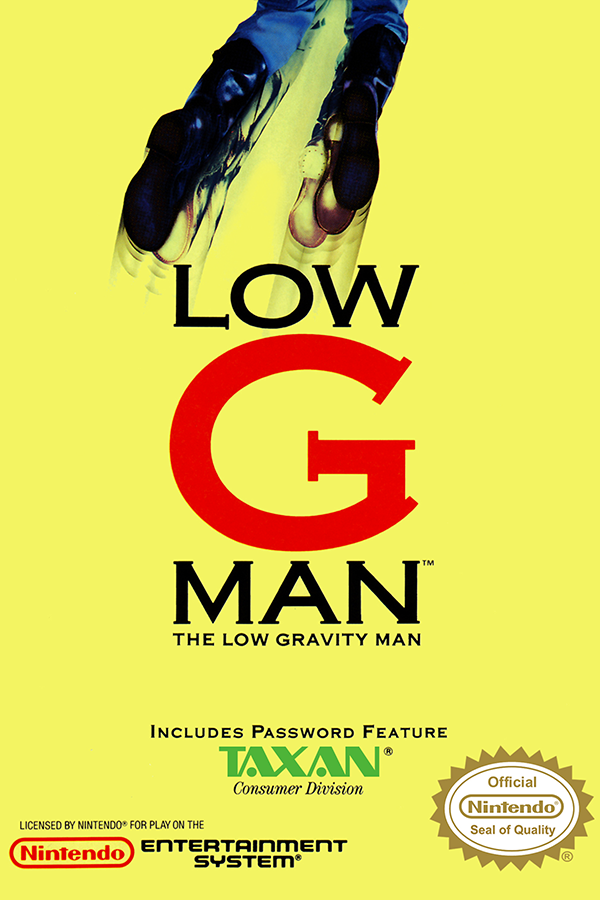 LOW
G
MAN™
THE LOW GRAVITY MAN
INCLUDES PASSWORD FEATURE
TAXAN®
Consumer Division
LICENSED BY NINTENDO® FOR PLAY ON THE
Nintendo ENTERTAINMENT
SYSTEM®
Official
Nintendo®
Seal of Quality
®